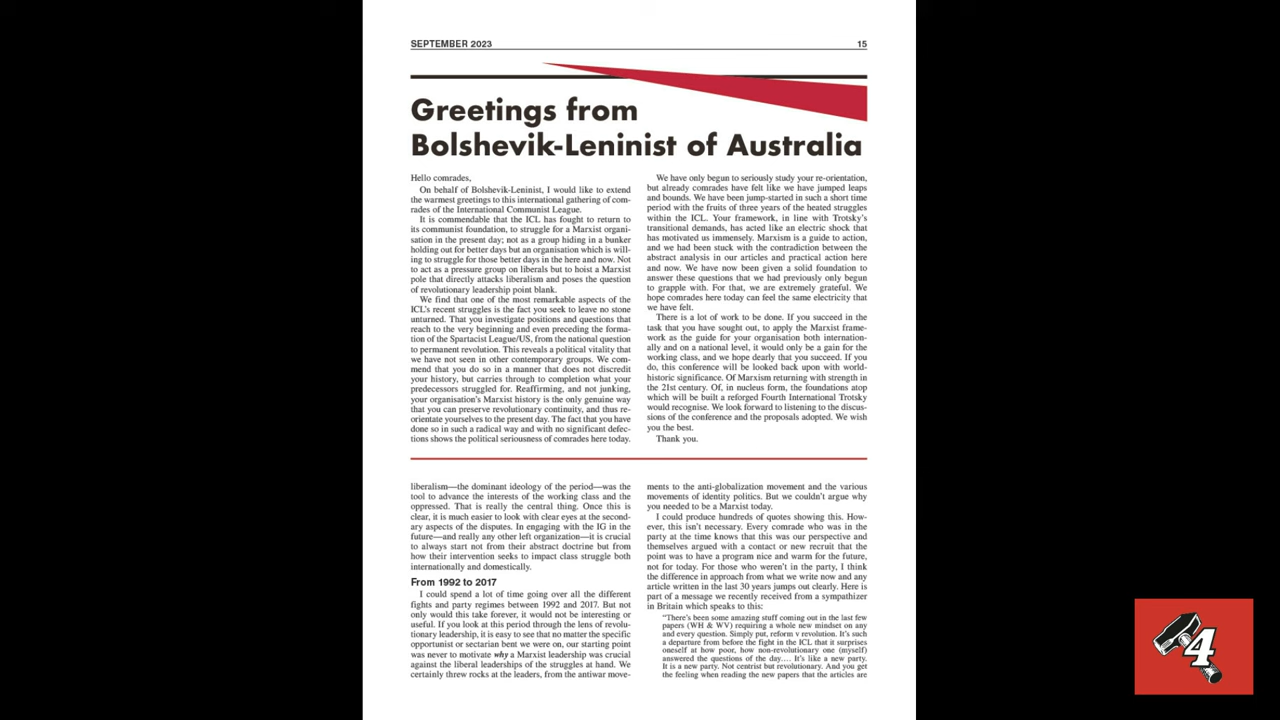 SEPTEMBER 2023
15
Greetings from
Bolshevik-Leninist of Australia
Hello comrades,
On behalf of Bolshevik-Leninist, I would like to extend
the warmest greetings to this international gathering of com-
rades of the International Communist League.
It is commendable that the ICL has fought to return to
its communist foundation, to struggle for a Marxist organi-
sation in the present day; not as a group hiding in a bunker
holding out for better days but an organisation which is will-
ing to struggle for those better days in the here and now. Not
to act as a pressure group on liberals but to hoist a Marxist
pole that directly attacks liberalism and poses the question
of revolutionary leadership point blank.
We find that one of the most remarkable aspects of the
ICL's recent struggles is the fact you seek to leave no stone
unturned. That you investigate positions and questions that
reach to the very beginning and even preceding the forma-
tion of the Spartacist League/US, from the national question
to permanent revolution. This reveals a political vitality that
we have not seen in other contemporary groups. We com-
mend that you do so in a manner that does not discredit
your history, but carries through to completion what your
predecessors struggled for. Reaffirming, and not junking,
your organisation's Marxist history is the only genuine way
that you can preserve revolutionary continuity, and thus re-
orientate yourselves to the present day. The fact that you have
done so in such a radical way and with no significant defec-
tions shows the political seriousness of comrades here today.
We have only begun to seriously study your re-orientation,
but already comrades have felt like we have jumped leaps
and bounds. We have been jump-started in such a short time
period with the fruits of three years of the heated struggles
within the ICL. Your framework, in line with Trotsky's
transitional demands, has acted like an electric shock that
has motivated us immensely. Marxism is a guide to action,
and we had been stuck with the contradiction between the
abstract analysis in our articles and practical action here
and now. We have now been given a solid foundation to
answer these questions that we had previously only begun
to grapple with. For that, we are extremely grateful. We
hope comrades here today can feel the same electricity that
we have felt.
There is a lot of work to be done. If you succeed in the
task that you have sought out, to apply the Marxist frame-
work as the guide for your organisation both internation-
ally and on a national level, it would only be a gain for the
working class, and we hope dearly that you succeed. If you
do, this conference will be looked back upon with world-
historic significance. Of Marxism returning with strength in
the 21st century. Of, in nucleus form, the foundations atop
which will be built a reforged Fourth International Trotsky
would recognise. We look forward to listening to the discus-
sions of the conference and the proposals adopted. We wish
you the best.
Thank you.
liberalism—the dominant ideology of the period—was the
tool to advance the interests of the working class and the
oppressed. That is really the central thing. Once this is
clear, it is much easier to look with clear eyes at the second-
ary aspects of the disputes. In engaging with the IG in the
future—and really any other left organization—it is crucial
to always start not from their abstract doctrine but from
how their intervention seeks to impact class struggle both
internationally and domestically.
From 1992 to 2017
I could spend a lot of time going over all the different
fights and party regimes between 1992 and 2017. But not
only would this take forever, it would not be interesting or
useful. If you look at this period through the lens of revolu-
tionary leadership, it is easy to see that no matter the specific
opportunist or sectarian bent we were on, our starting point
was never to motivate why a Marxist leadership was crucial
against the liberal leaderships of the struggles at hand. We
certainly threw rocks at the leaders, from the antiwar move-
ments to the anti-globalization movement and the various
movements of identity politics. But we couldn't argue why
you needed to be a Marxist today.
I could produce hundreds of quotes showing this. How-
ever, this isn't necessary. Every comrade who was in the
party at the time knows that this was our perspective and
themselves argued with a contact or new recruit that the
point was to have a program nice and warm for the future,
not for today. For those who weren't in the party, I think
the difference in approach from what we write now and any
article written in the last 30 years jumps out clearly. Here is
part of a message we recently received from a sympathizer
in Britain which speaks to this:
"There's been some amazing stuff coming out in the last few
papers (WH & WV) requiring a whole new mindset on any
and every question. Simply put, reform v revolution. It's such
a departure from before the fight in the ICL that it surprises
oneself at how poor, how non-revolutionary one (myself)
answered the questions of the day.... It's like a new party.
It is a new party. Not centrist but revolutionary. And you get
the feeling when reading the new papers that the articles are
4